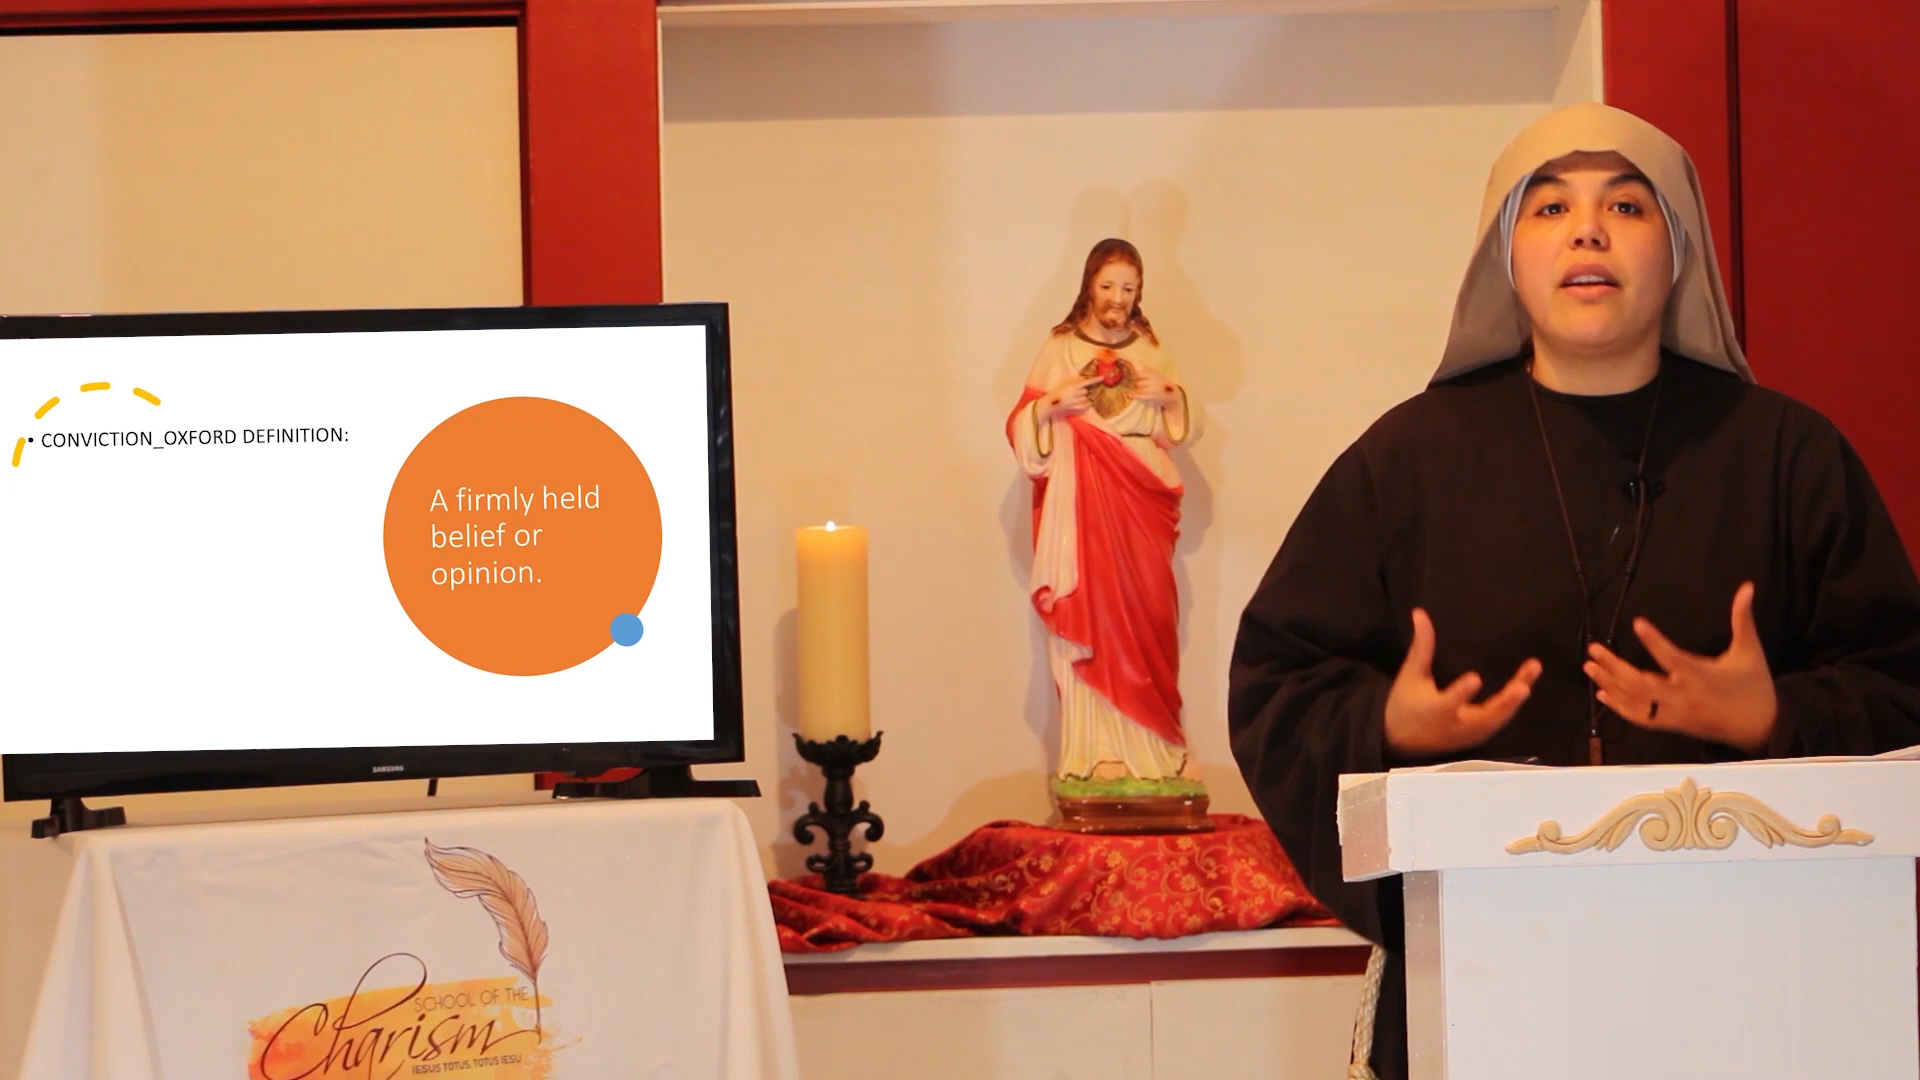 • CONVICTION_OXFORD DEFINITION:
A firmly held
belief or
opinion.
SAMSUNG
SCHOOL OF THE
Charism
IESUS TOTUS, TOTUS IESU